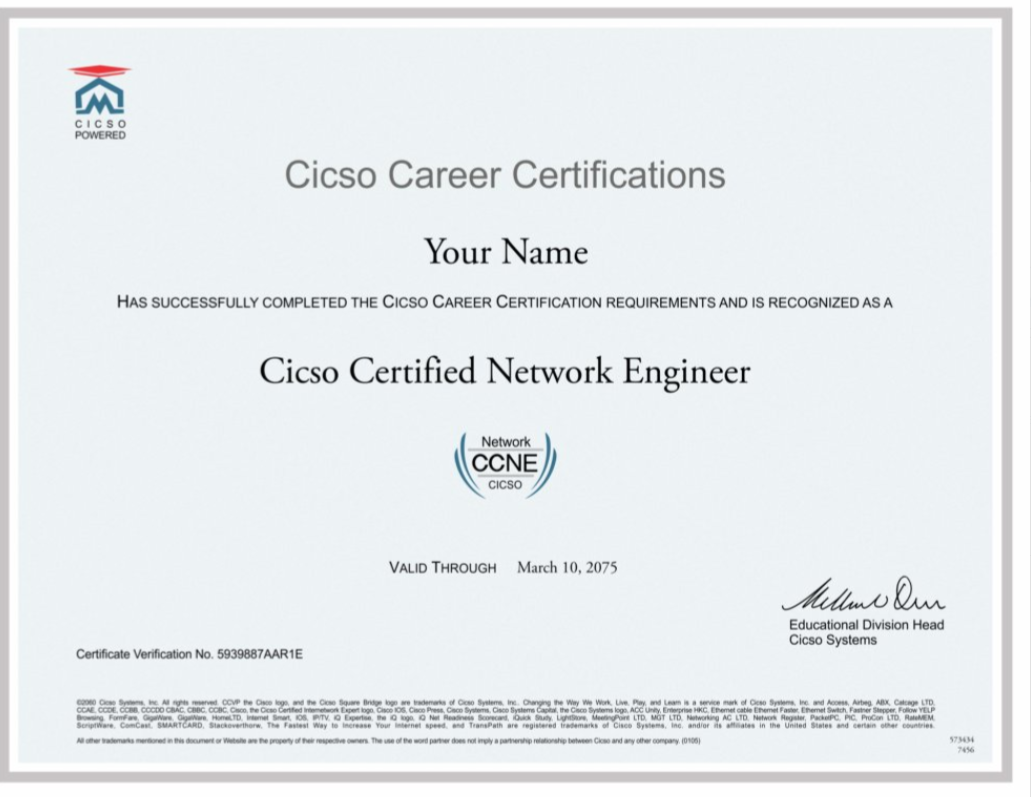 CICSO
POWERED
Cicso Career Certifications
Your Name
HAS SUCCESSFULLY COMPLETED THE CICSO CAREER CERTIFICATION REQUIREMENTS AND IS RECOGNIZED AS A
Cicso Certified Network Engineer
Network
CCNE
CICSO
VALID THROUGH March 10, 2075
Educational Division Head
Cicso Systems
Certificate Verification No. 5939887AAR1E
Cicso Systems, Inc. All rights reserved. CCVP the Cisco logo, and the Cisco Square Bridge logo are trademarks of Cisco Systems, Inc. Changing the Way We Work, Live, Play, and Learn is a service mark of Cisco Systems, Inc. and Access, Airbeg, ABX, Catcage LTD,
CCAE, CCDE, CCBB, CCCDD CBAC, CBBC, CCBC, Cisco, the Cisco Certified Internetwork Expert logo, Cisco IOS, Cisco Press, Cisco Systems, Cisco Systems Capital, the Cisco Systems logo, ACC Unity, Enterprise HKC, Ethernet cable Ethernet Faster, Ethernet Switch, Faster Stepper, Follow YELP
Browsing, FormFare, GigaWare, GigaWare, HomeLTD, Internet Smart, IOS, IP/TV, iQ Expertise, the iQ logo, iQ Net Readiness Scorecard, iQuick Study, LightStore, MeetingPoint LTD, MGT LTD, Networking AC LTD, Network Register, PacketPC, PIC, ProCon LTD, RateMEM,
ScriptWare, ComCast, SMARTCARD, Stackoverthorw, The Fastest Way to Increase Your Internet speed, and TransPath are registered trademarks of Cisco Systems, Inc. and/or its affiliates in the United States and certain other countries.
All other trademarks mentioned in this document or Website are the property of their respective owners. The use of the word partner does not imply a partnership relationship between Cicso and any other company. (0105)
573434
7456